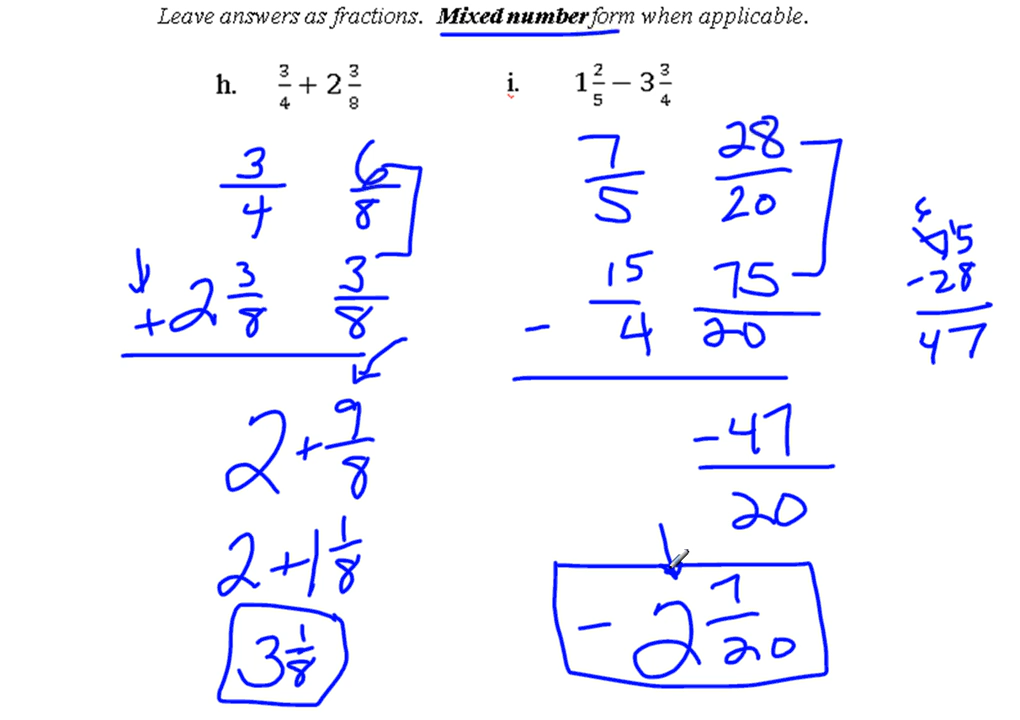 Leave answers as fractions. Mixed number form when applicable.
h. 3/4 + 2 3/8
3/4 6/8
+ 2 3/8 3/8
2 + 9/8
2 + 1 1/8
3 1/8
i. 1 2/5 − 3 3/4
7/5 28/20
− 15/4 75/20
-47/20
- 2 7/20
15
-28
47